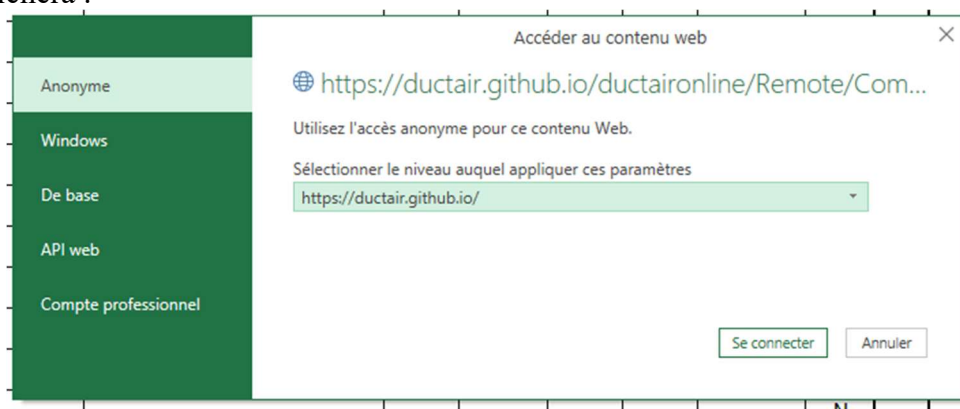 Accéder au contenu web
Anonyme
https://ductair.github.io/ductaironline/Remote/Com...
Utilisez l'accès anonyme pour ce contenu Web.
Windows
Sélectionner le niveau auquel appliquer ces paramètres
De base
https://ductair.github.io/
API web
Compte professionnel
Se connecter
Annuler